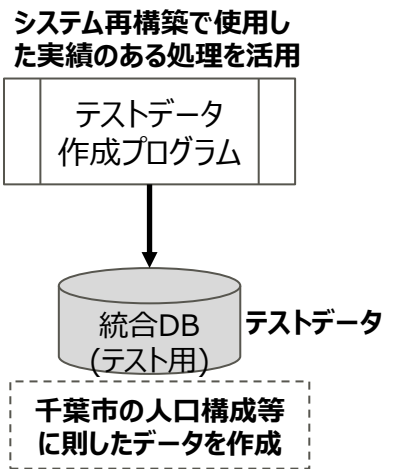 システム再構築で使用し
た実績のある処理を活用
テストデータ
作成プログラム
統合DB
(テスト用)
テストデータ
千葉市の人口構成等
に則したデータを作成